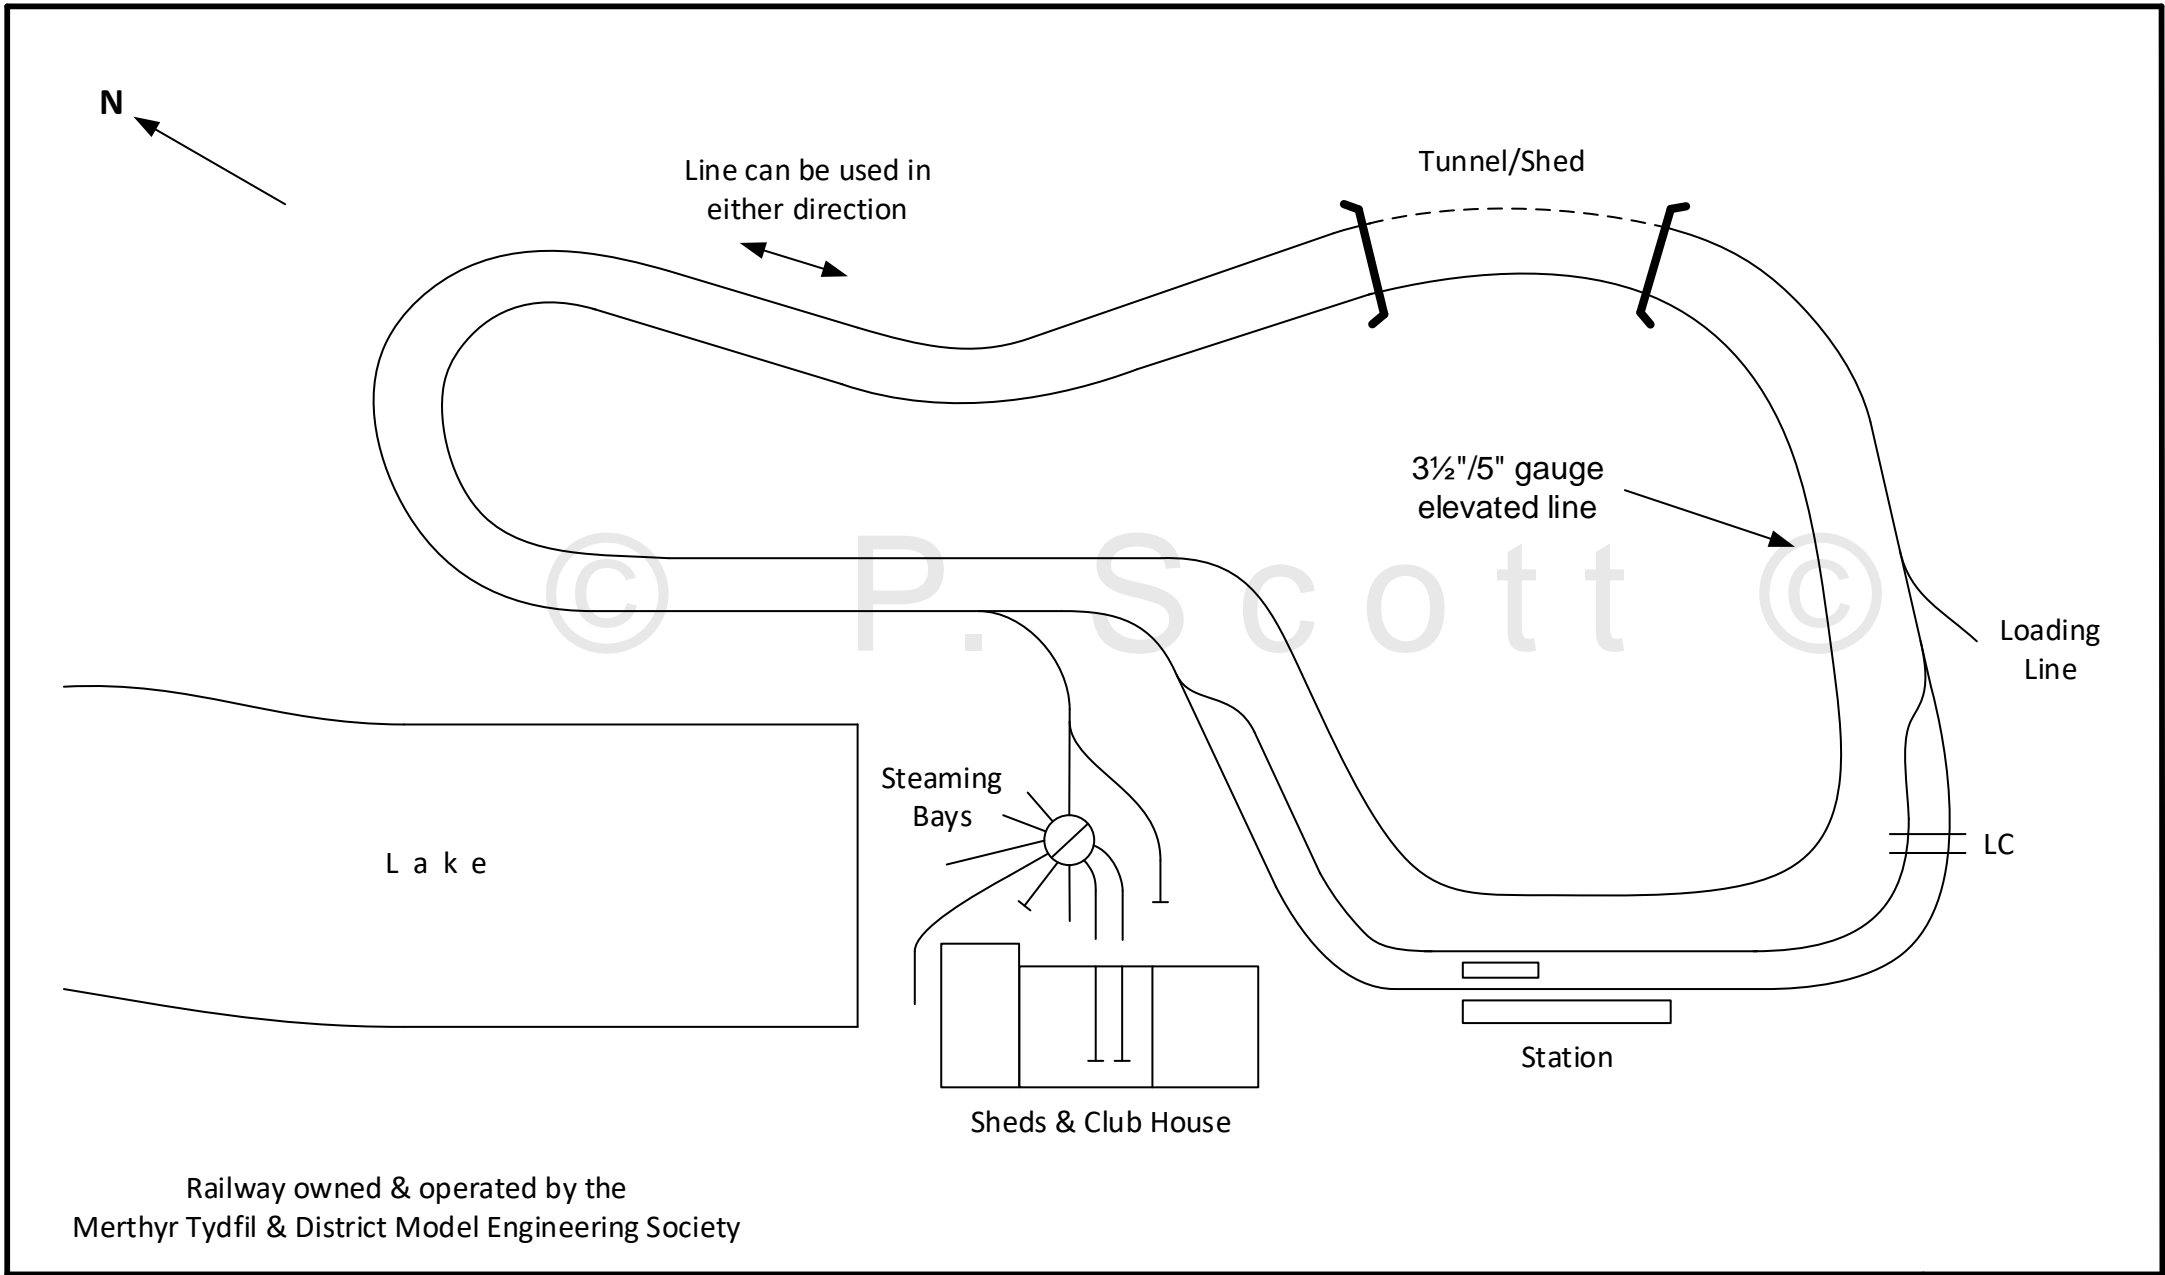 N
Line can be used in
either direction
Tunnel/Shed
3½"/5" gauge
elevated line
© P. Scott ©
Loading
Line
Steaming
Bays
Lake
LC
Station
Sheds & Club House
Railway owned & operated by the
Merthyr Tydfil & District Model Engineering Society